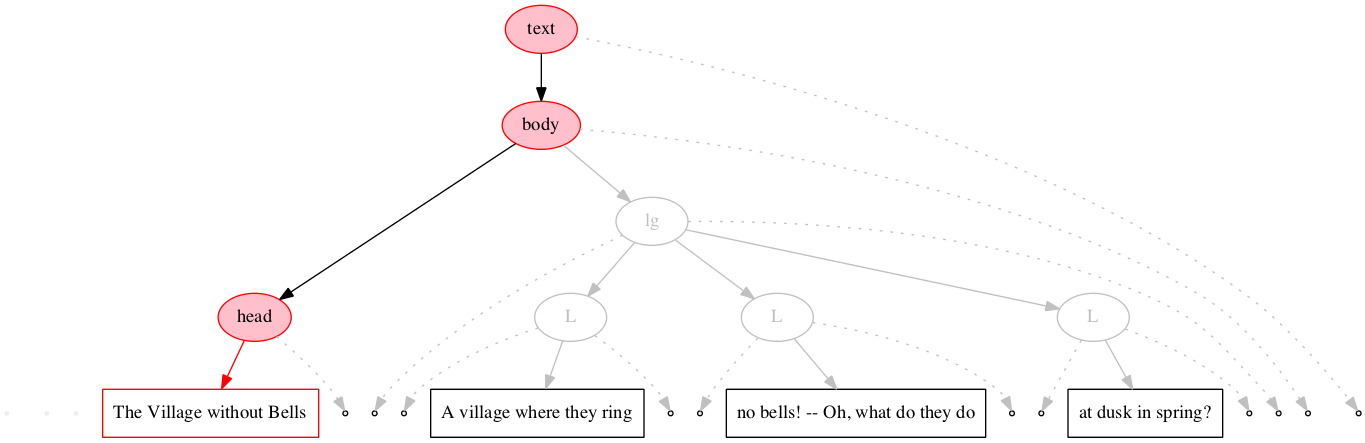 text
body
lg
head
L
L
L
The Village without Bells
A village where they ring
no bells! -- Oh, what do they do
at dusk in spring?